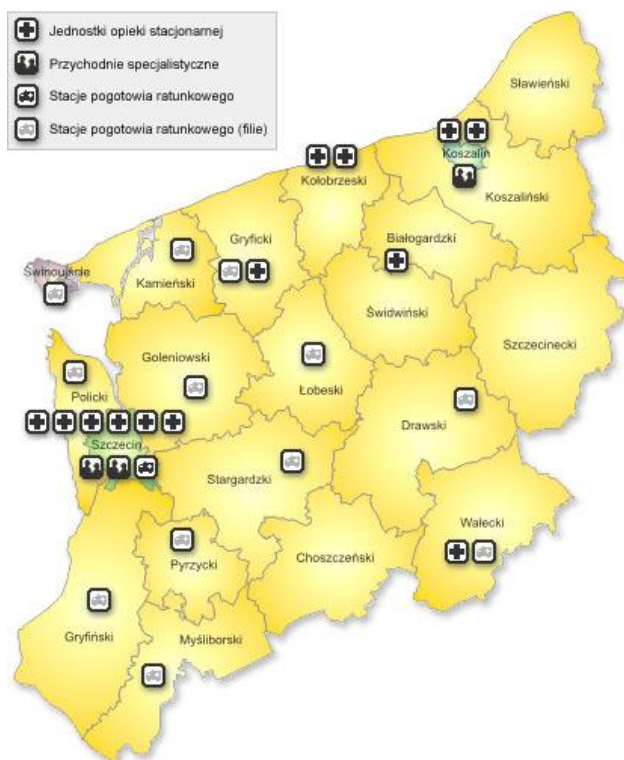 Jednostki opieki stacjonarnej
Przychodnie specjalistyczne
Stacje pogotowia ratunkowego
Stacje pogotowia ratunkowego (filie)
Sławieński
Koszalin
Kołobrzeski
Koszaliński
Gryficki
Białogardzki
Świnoujście
Kamieński
Świdwiński
Szczecinecki
Goleniowski
Łobeski
Policki
Drawski
Szczecin
Stargardzki
Wałecki
Pyrzycki
Choszczeński
Gryfiński
Myśliborski